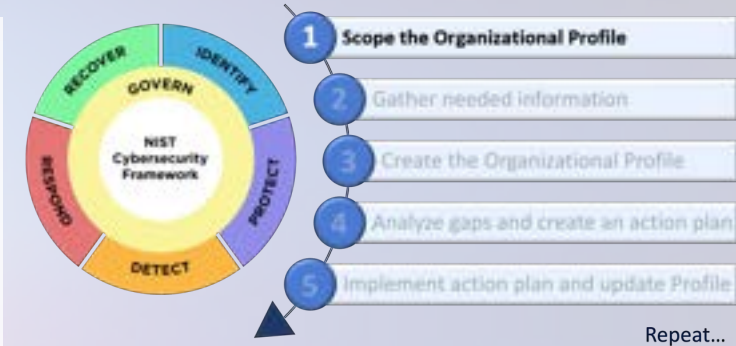 RECOVER
IDENTIFY
GOVERN
NIST
Cybersecurity
Framework
RESPOND
PROTECT
DETECT
1 Scope the Organizational Profile
2 Gather needed information
3 Create the Organizational Profile
4 Analyze gaps and create an action plan
5 Implement action plan and update Profile
Repeat...